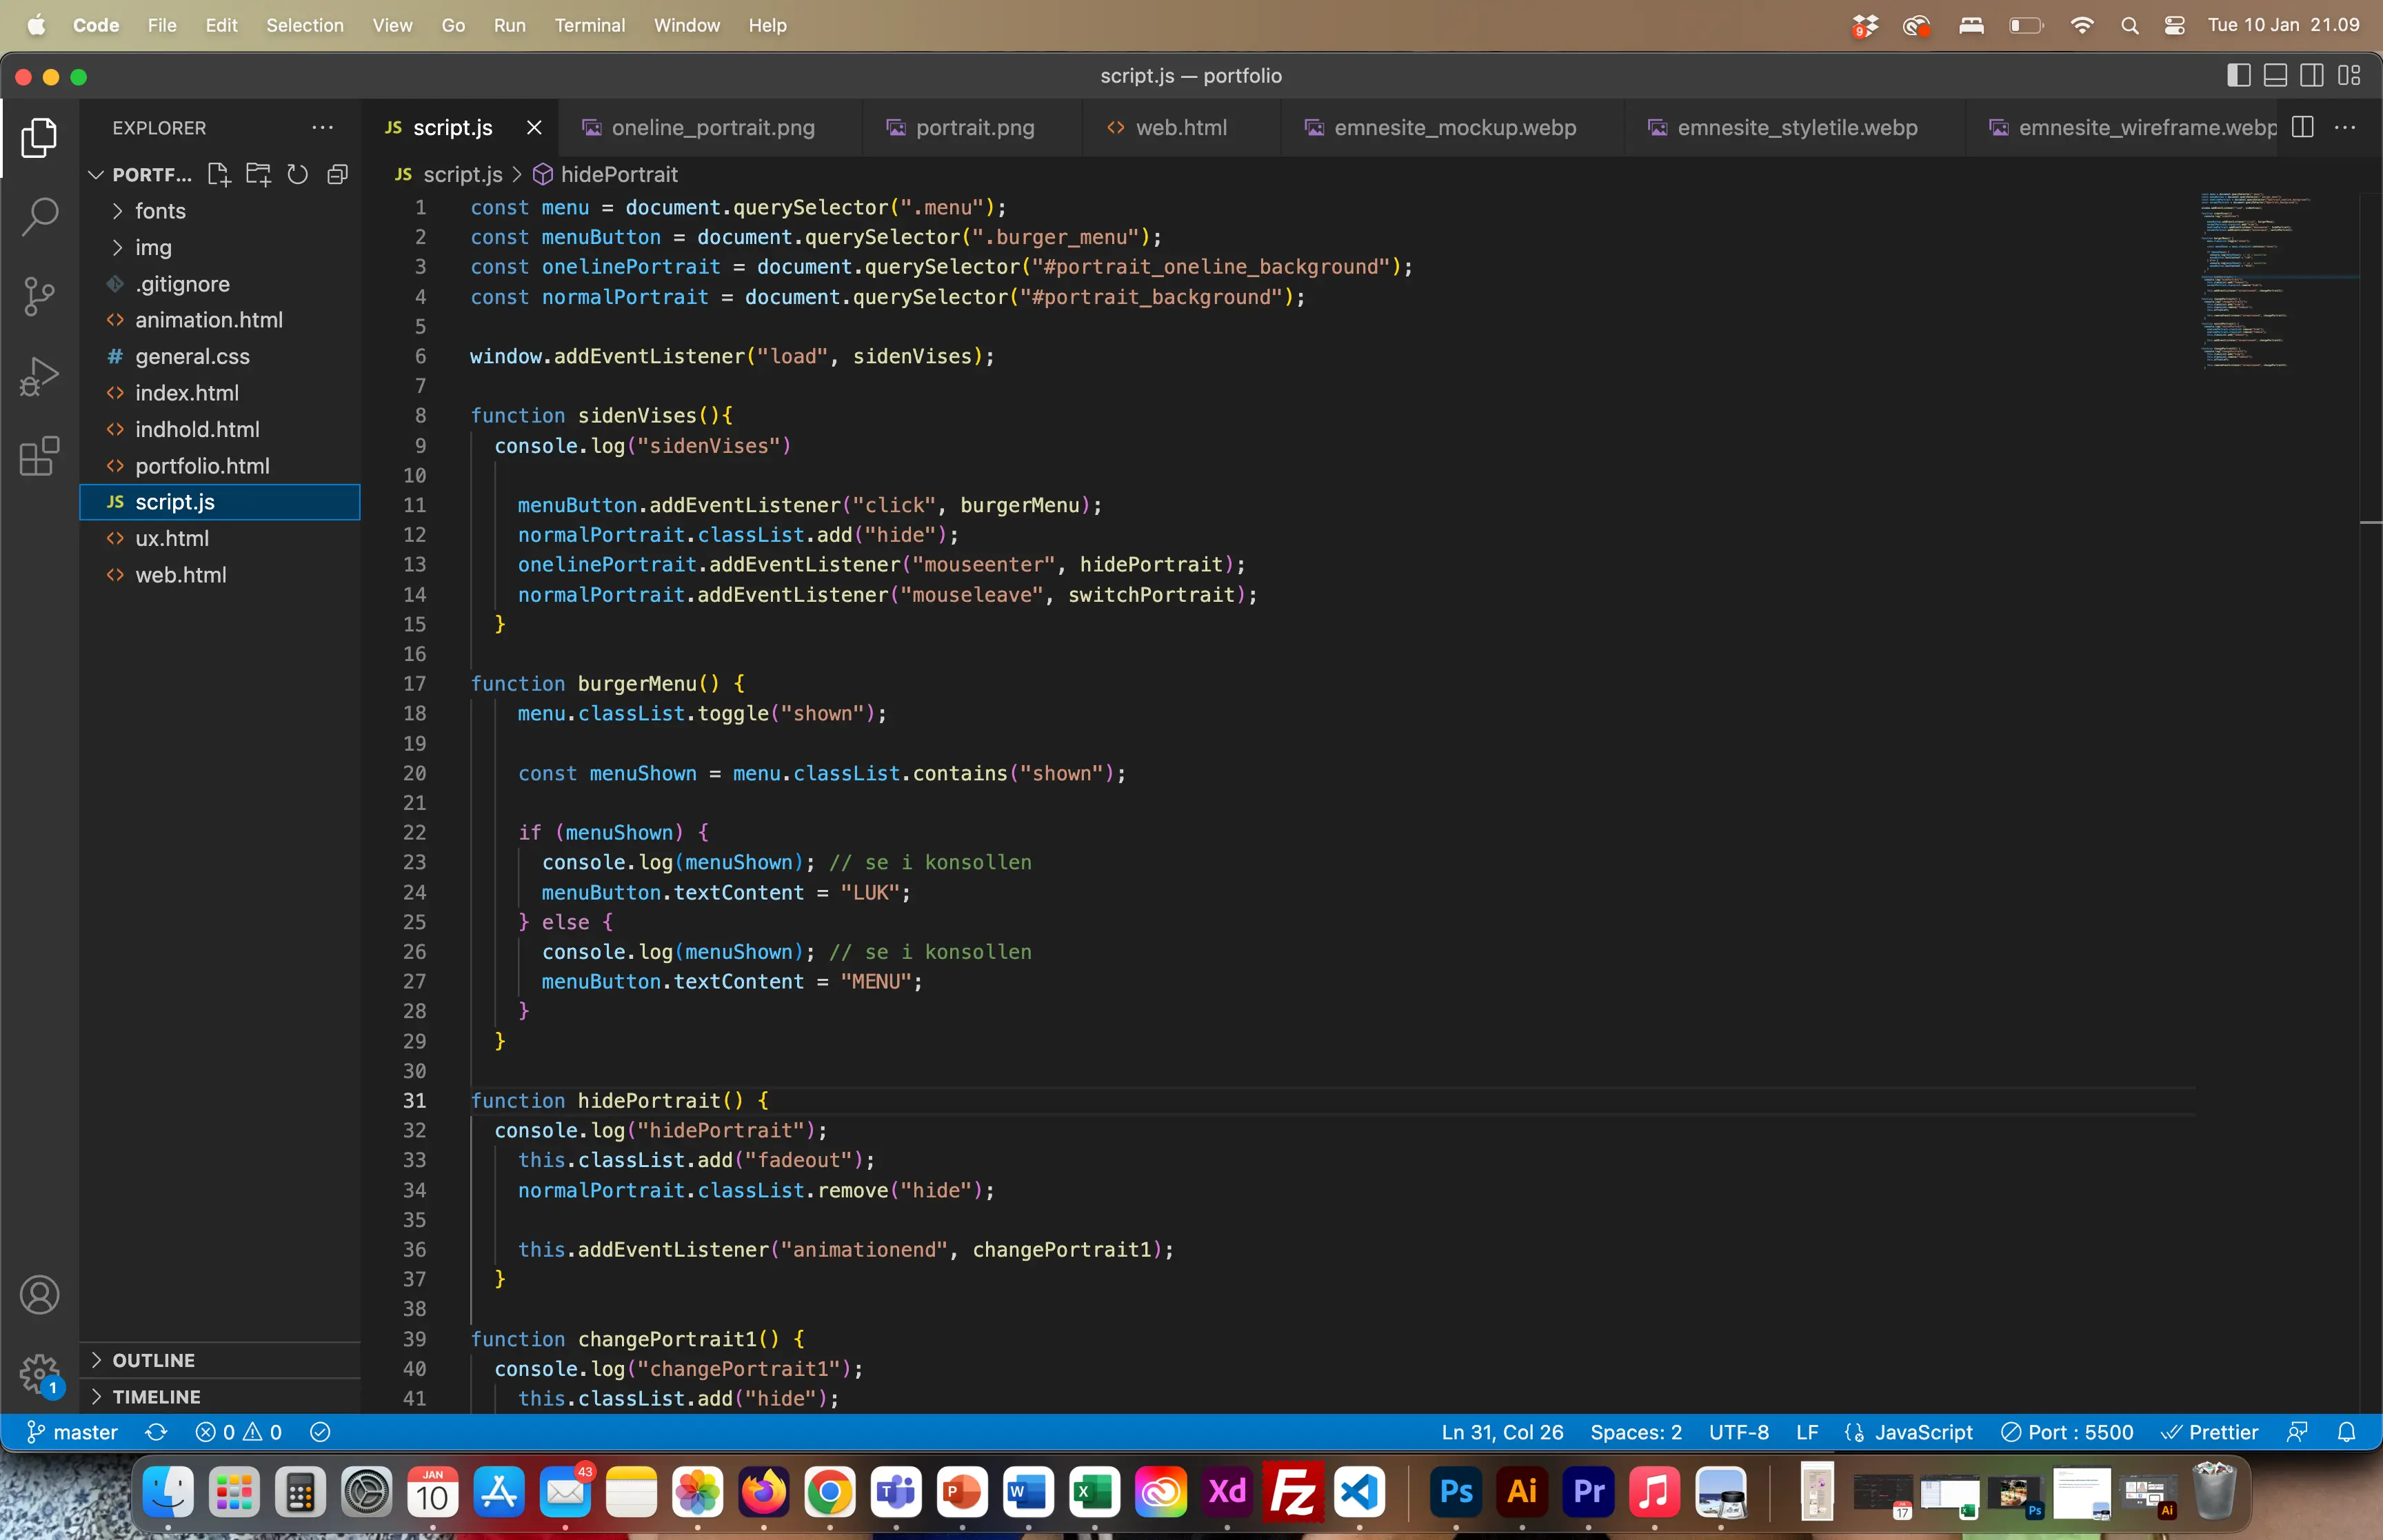 Code File Edit Selection View Go Run Terminal Window Help
9
Tue 10 Jan 21.09
script.js — portfolio
EXPLORER
JS script.js
oneline_portrait.png
portrait.png
<> web.html
emnesite_mockup.webp
emnesite_styletile.webp
emnesite_wireframe.webp
PORTF...
JS script.js > hidePortrait
fonts
img
.gitignore
<> animation.html
# general.css
<> index.html
<> indhold.html
<> portfolio.html
JS script.js
<> ux.html
<> web.html
OUTLINE
TIMELINE
1
1 const menu = document.querySelector(".menu");
2 const menuButton = document.querySelector(".burger_menu");
3 const onelinePortrait = document.querySelector("#portrait_oneline_background");
4 const normalPortrait = document.querySelector("#portrait_background");
5
6 window.addEventListener("load", sidenVises);
7
8 function sidenVises(){
9 console.log("sidenVises")
10
11 menuButton.addEventListener("click", burgerMenu);
12 normalPortrait.classList.add("hide");
13 onelinePortrait.addEventListener("mouseenter", hidePortrait);
14 normalPortrait.addEventListener("mouseleave", switchPortrait);
15 }
16
17 function burgerMenu() {
18 menu.classList.toggle("shown");
19
20 const menuShown = menu.classList.contains("shown");
21
22 if (menuShown) {
23 console.log(menuShown); // se i konsollen
24 menuButton.textContent = "LUK";
25 } else {
26 console.log(menuShown); // se i konsollen
27 menuButton.textContent = "MENU";
28 }
29 }
30
31 function hidePortrait() {
32 console.log("hidePortrait");
33 this.classList.add("fadeout");
34 normalPortrait.classList.remove("hide");
35
36 this.addEventListener("animationend", changePortrait1);
37 }
38
39 function changePortrait1() {
40 console.log("changePortrait1");
41 this.classList.add("hide");
master 0 0 Ln 31, Col 26 Spaces: 2 UTF-8 LF JavaScript Port : 5500 Prettier
JAN
10
43
T
P
W
X
Xd
Fz
Ps
Ai
Pr
17
Ps
Ai